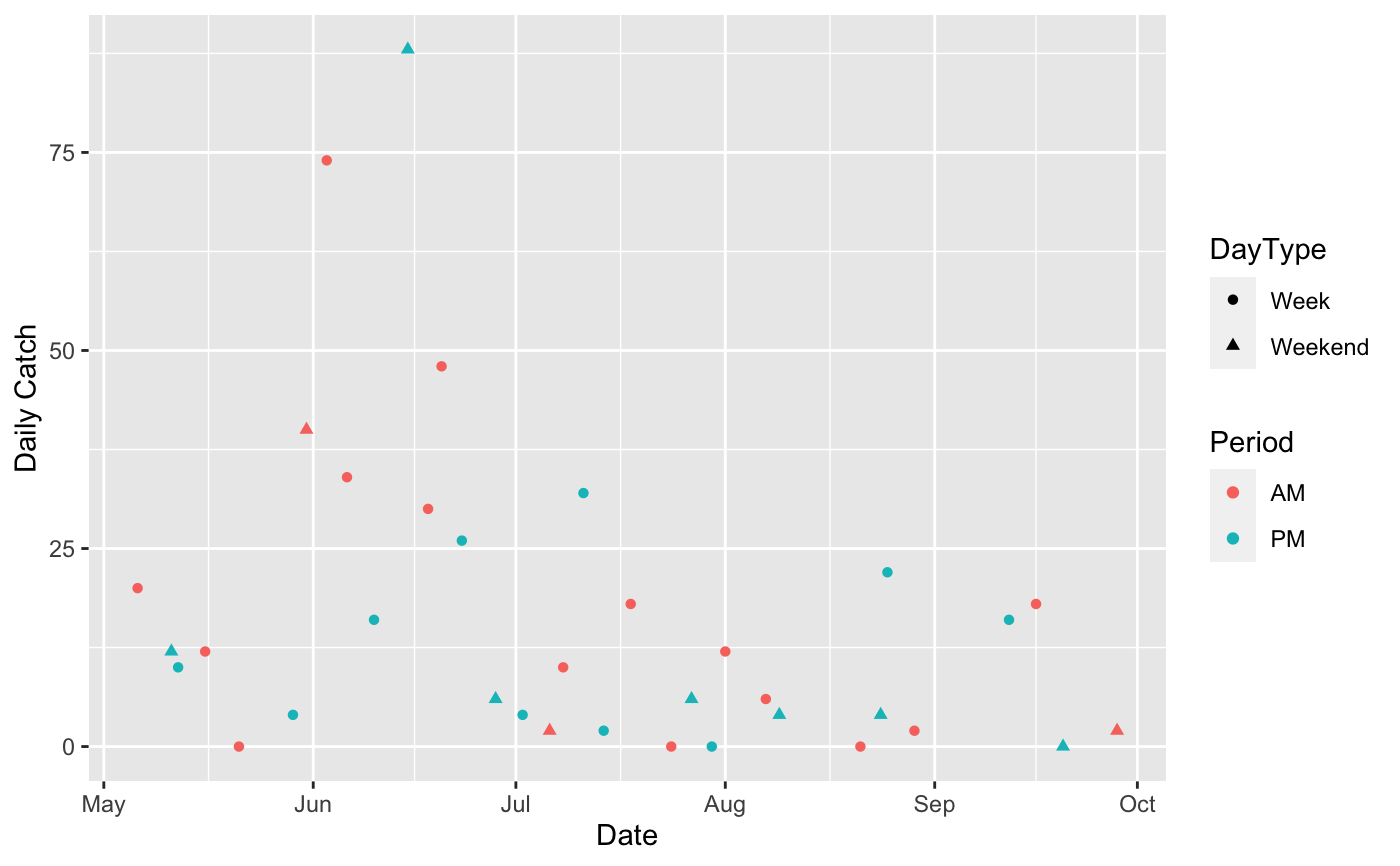 75
50
25
0
Daily Catch
May Jun Jul Aug Sep Oct
Date
DayType
Week
Weekend
Period
AM
PM